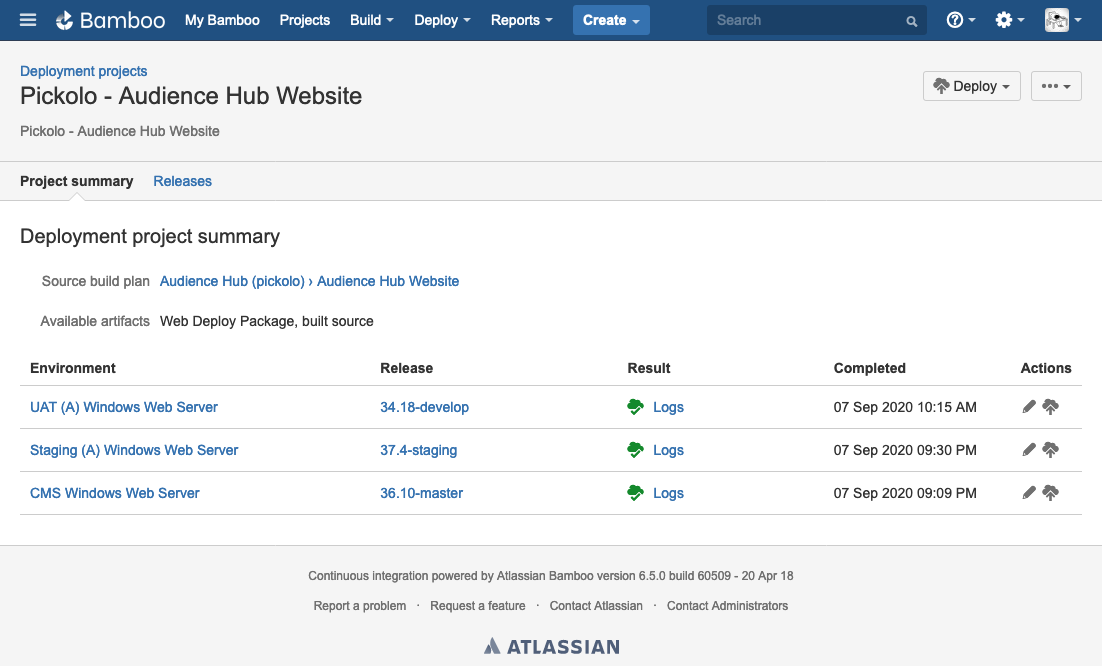 Bamboo My Bamboo Projects Build Deploy Reports Create Search
Deployment projects
Pickolo - Audience Hub Website
Deploy
Pickolo - Audience Hub Website
Project summary Releases
Deployment project summary
Source build plan Audience Hub (pickolo) › Audience Hub Website
Available artifacts Web Deploy Package, built source
Environment Release Result Completed Actions
UAT (A) Windows Web Server 34.18-develop Logs 07 Sep 2020 10:15 AM
Staging (A) Windows Web Server 37.4-staging Logs 07 Sep 2020 09:30 PM
CMS Windows Web Server 36.10-master Logs 07 Sep 2020 09:09 PM
Continuous integration powered by Atlassian Bamboo version 6.5.0 build 60509 - 20 Apr 18
Report a problem · Request a feature · Contact Atlassian · Contact Administrators
ATLASSIAN